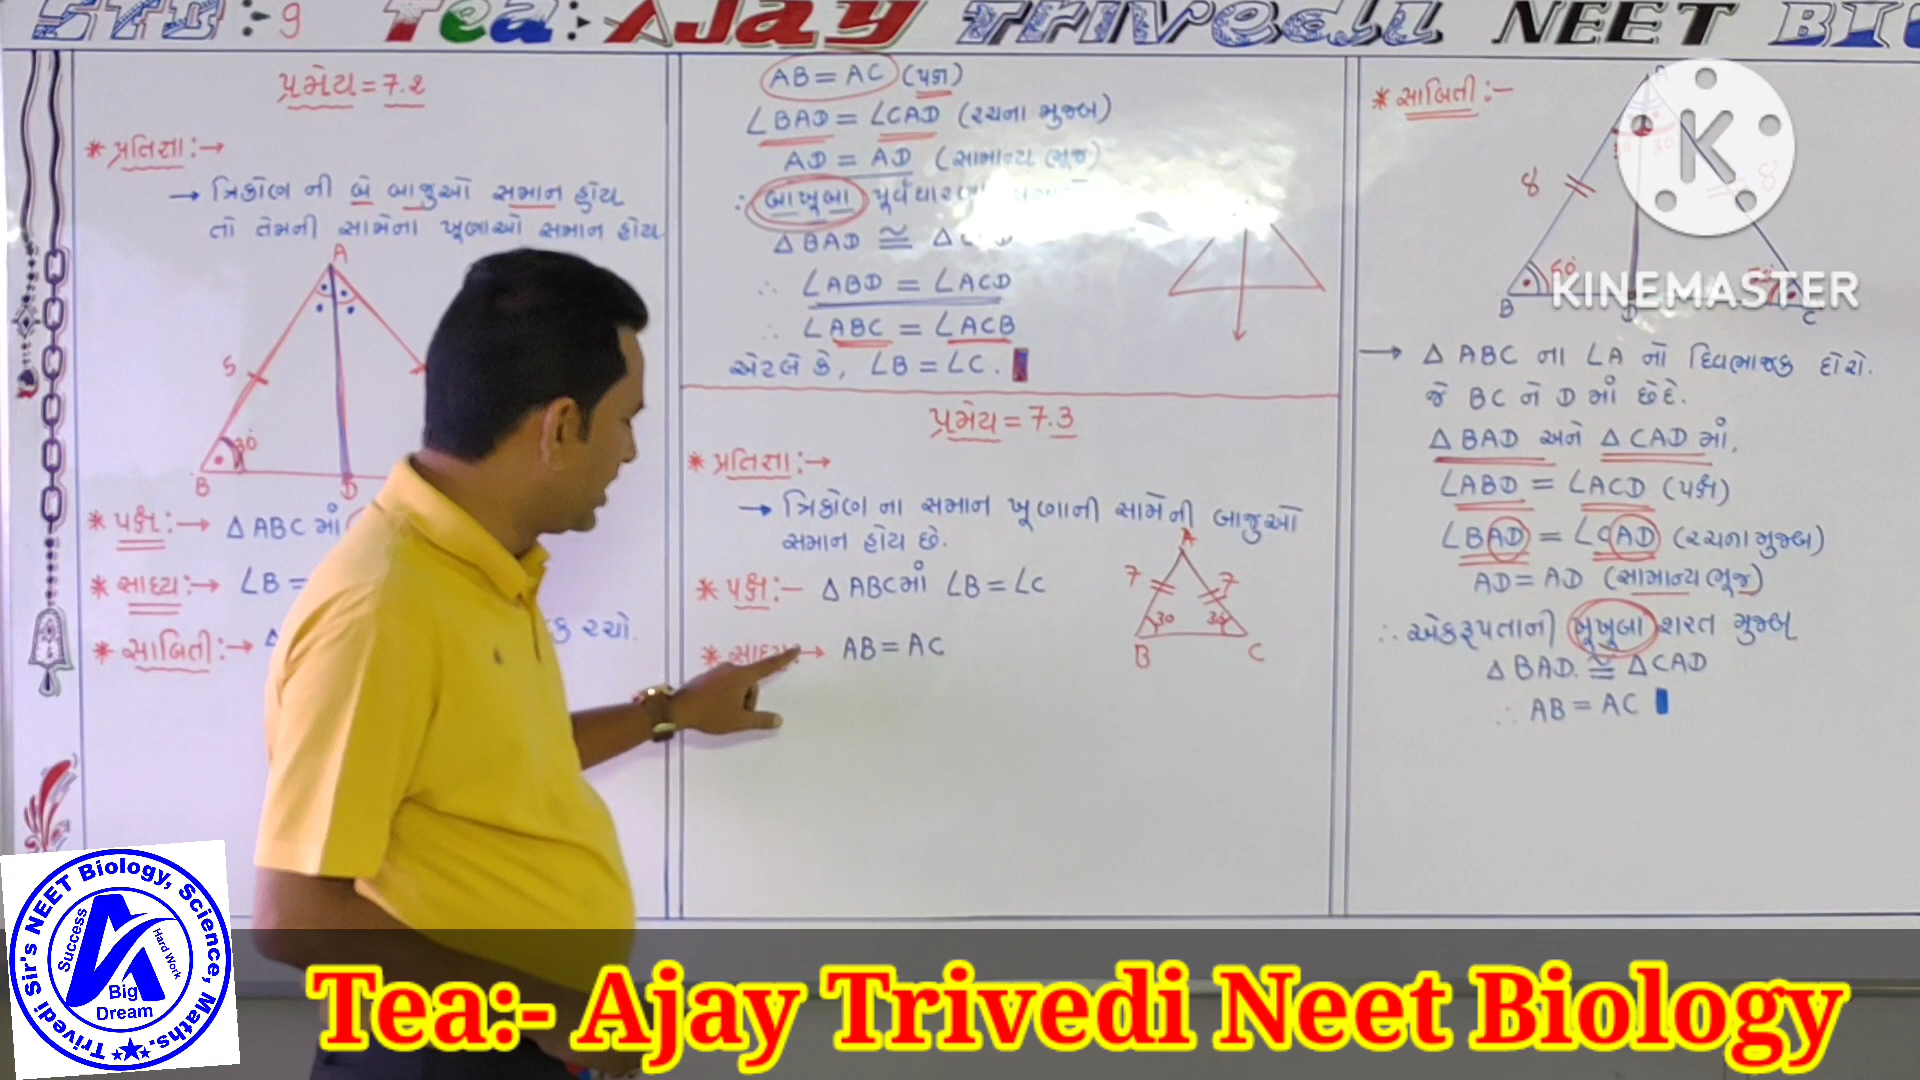 STD :- 9 Tea:- AJay Trivedi NEET BIO
પ્રમેય = 7.2
* પ્રતિજ્ઞા :→
→ ત્રિકોણ ની બે બાજુઓ સમાન હોય
તો તેમની સામેના ખૂણાઓ સમાન હોય
A
5
30°
B
D
* પક્ષ :→ △ ABC માં
* સાધ્ય :→ ∠B =
* સાબિતી :→
રચો.
AB = AC (પક્ષ)
∠BAD = ∠CAD (રચના મુજબ)
AD = AD (સામાન્ય ભૂજ)
∴ બાખૂબા પૂર્વધારણા
△ BAD ≅ △
∴ ∠ABD = ∠ACD
∴ ∠ABC = ∠ACB
એટલે કે, ∠B = ∠C.
પ્રમેય = 7.3
* પ્રતિજ્ઞા :→
→ ત્રિકોણ ના સમાન ખૂણાની સામેની બાજુઓ
સમાન હોય છે.
* પક્ષ :- △ ABCમાં ∠B = ∠C
* સાધ્ય :→ AB = AC
A
7 7
30 30
B C
* સાબિતી :-
8
B D C
→ △ ABC ના ∠A નો દ્વિભાજક દોરો.
જે BC ને D માં છેદે.
△ BAD અને △ CAD માં,
∠ABD = ∠ACD (પક્ષ)
∠BAD = ∠CAD (રચના મુજબ)
AD = AD (સામાન્ય ભૂજ)
∴ એકરૂપતાની ખૂખૂબા શરત મુજબ
△ BAD ≅ △ CAD
∴ AB = AC
K
KINEMASTER
Trivedi Sir's NEET Biology, Science, Maths.
Success
Hard Work
Big
Dream
Tea:- Ajay Trivedi Neet Biology